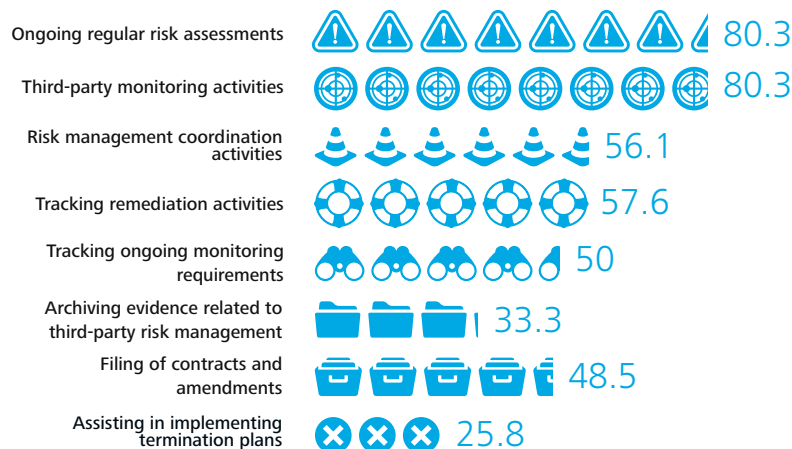 Ongoing regular risk assessments 80.3
Third-party monitoring activities 80.3
Risk management coordination
activities 56.1
Tracking remediation activities 57.6
Tracking ongoing monitoring
requirements 50
Archiving evidence related to
third-party risk management 33.3
Filing of contracts and
amendments 48.5
Assisting in implementing
termination plans 25.8